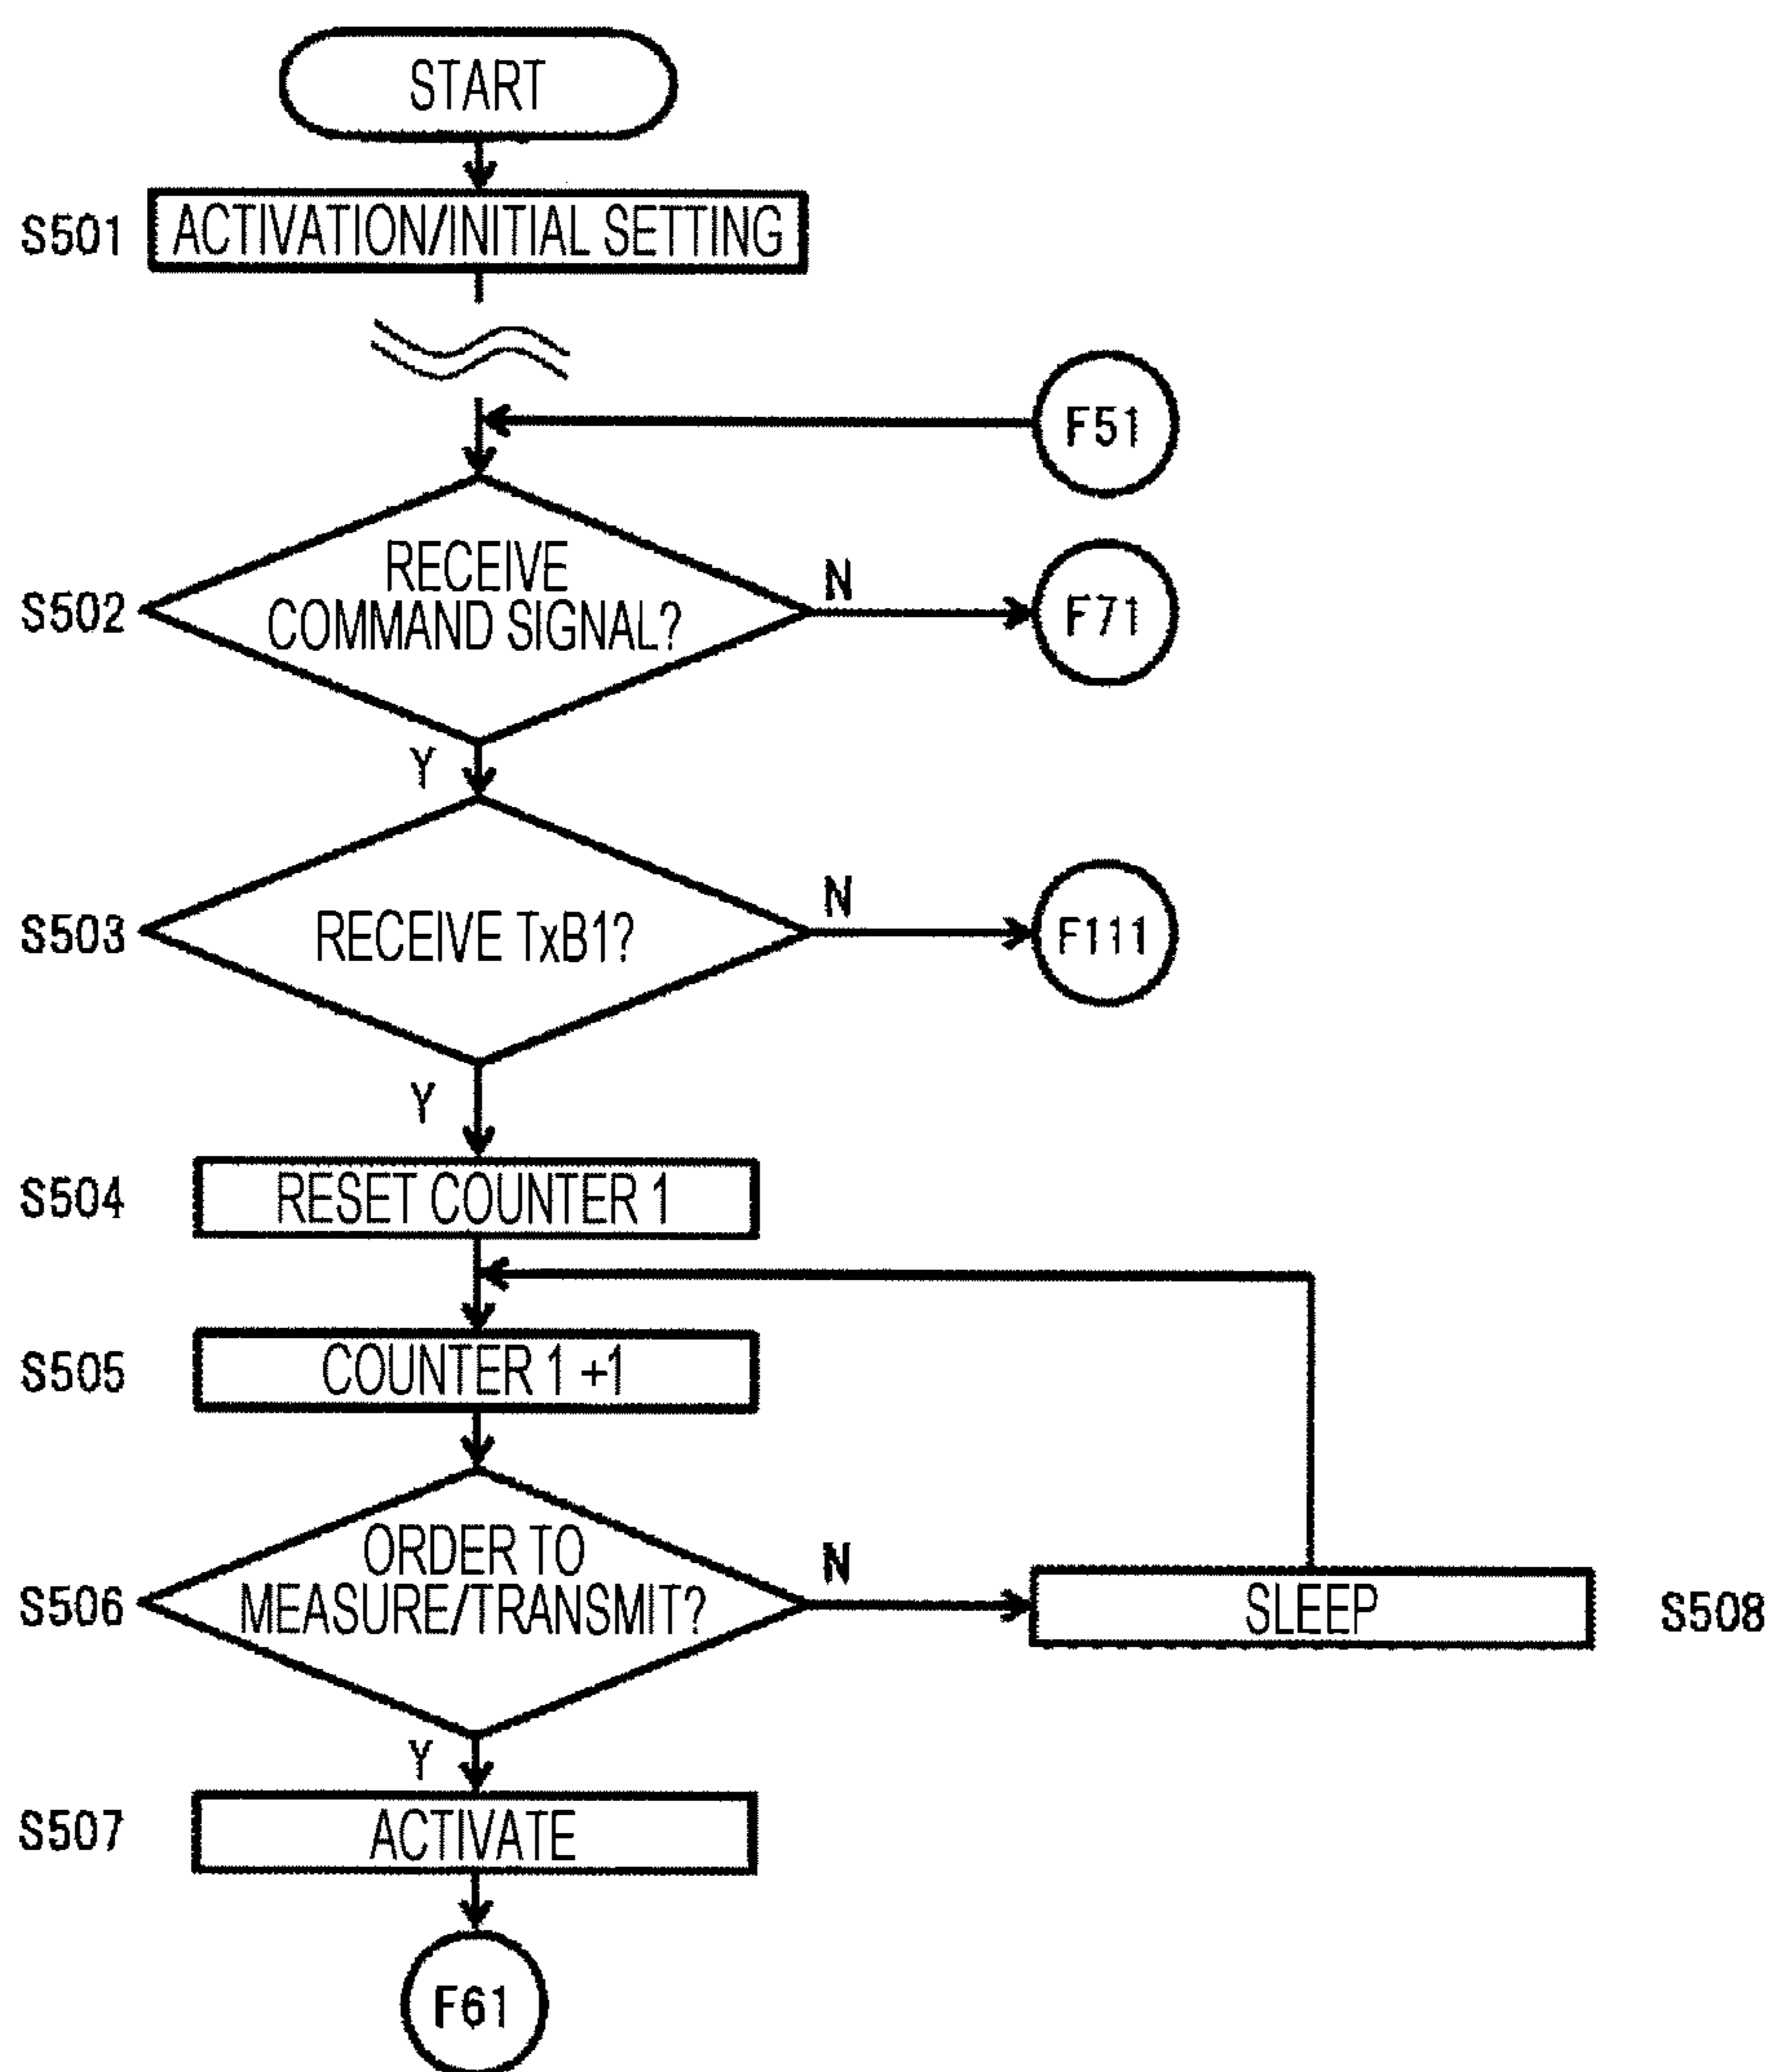 START
S501
ACTIVATION/INITIAL SETTING
F51
S502
RECEIVE
COMMAND SIGNAL?
N
F71
Y
S503
RECEIVE TxB1?
N
F111
Y
S504
RESET COUNTER 1
S505
COUNTER 1 +1
S506
ORDER TO
MEASURE/TRANSMIT?
N
SLEEP
S508
Y
S507
ACTIVATE
F61